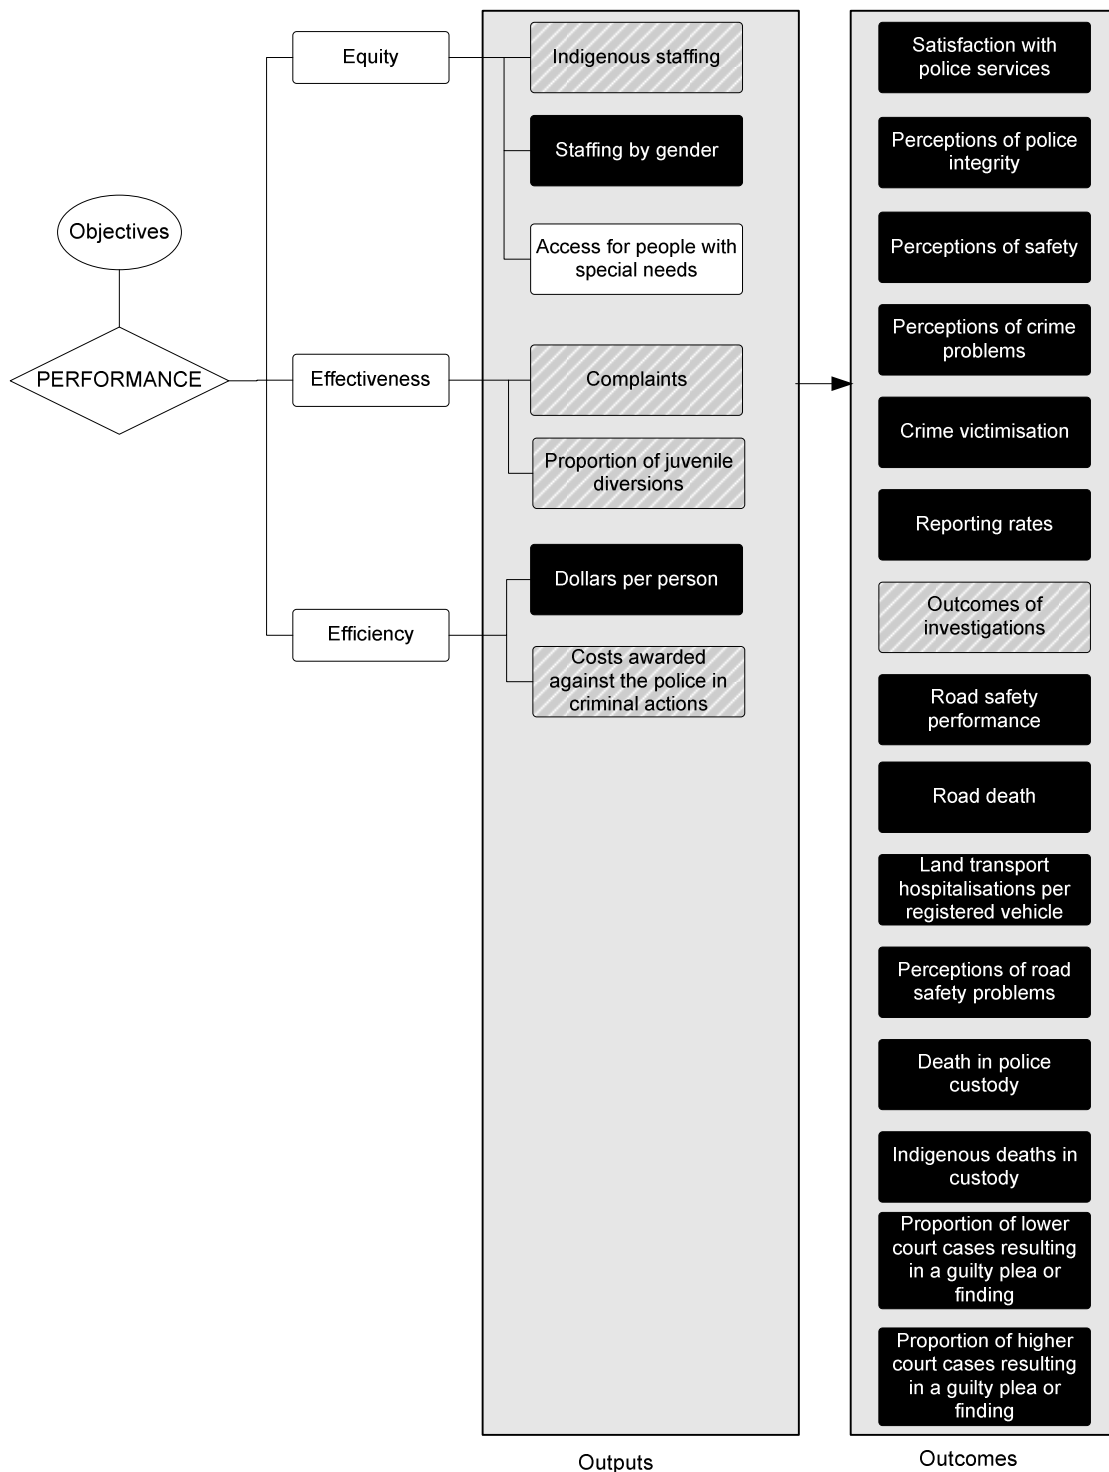 Objectives
PERFORMANCE
Equity
Effectiveness
Efficiency
Indigenous staffing
Staffing by gender
Access for people with
special needs
Complaints
Proportion of juvenile
diversions
Dollars per person
Costs awarded
against the police in
criminal actions
Outputs
Satisfaction with
police services
Perceptions of police
integrity
Perceptions of safety
Perceptions of crime
problems
Crime victimisation
Reporting rates
Outcomes of
investigations
Road safety
performance
Road death
Land transport
hospitalisations per
registered vehicle
Perceptions of road
safety problems
Death in police
custody
Indigenous deaths in
custody
Proportion of lower
court cases resulting
in a guilty plea or
finding
Proportion of higher
court cases resulting
in a guilty plea or
finding
Outcomes